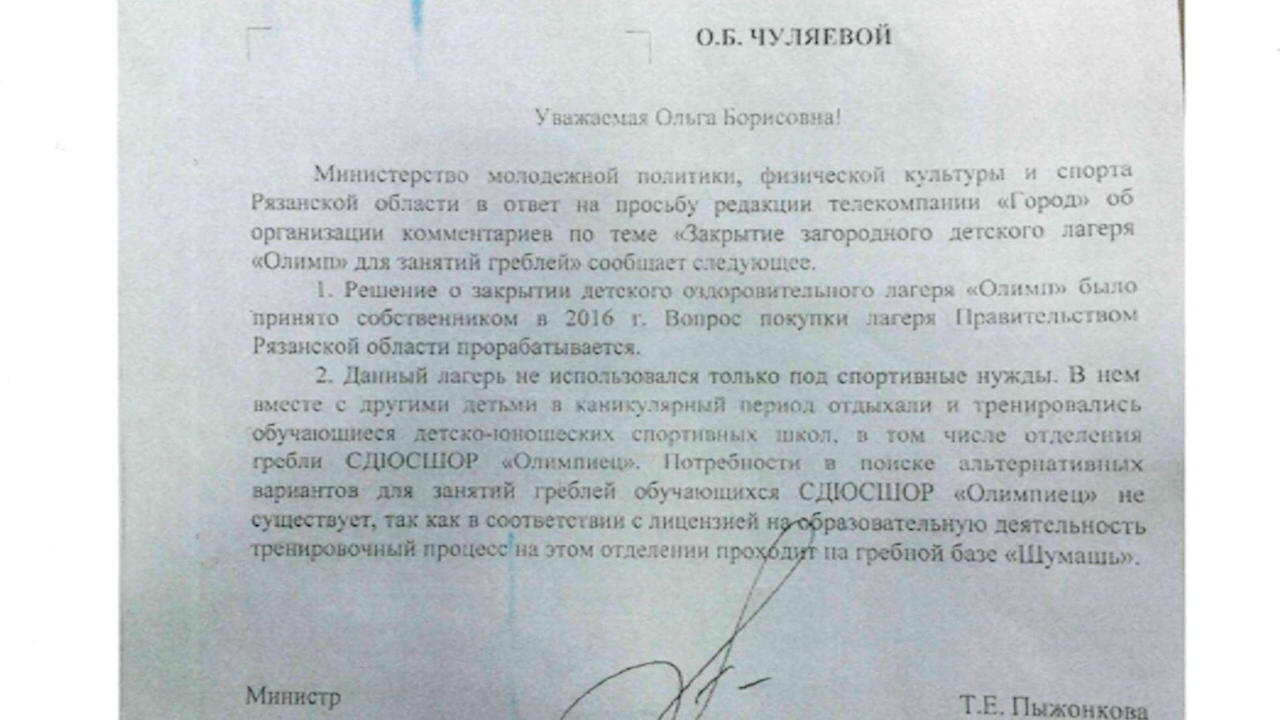 О.Б. ЧУЛЯЕВОЙ
Уважаемая Ольга Борисовна!
Министерство молодежной политики, физической культуры и спорта
Рязанской области в ответ на просьбу редакции телекомпании «Город» об
организации комментариев по теме «Закрытие загородного детского лагеря
«Олимп» для занятий греблей» сообщает следующее.
1. Решение о закрытии детского оздоровительного лагеря «Олимп» было
принято собственником в 2016 г. Вопрос покупки лагеря Правительством
Рязанской области прорабатывается.
2. Данный лагерь не использовался только под спортивные нужды. В нем
вместе с другими детьми в каникулярный период отдыхали и тренировались
обучающиеся детско-юношеских спортивных школ, в том числе отделения
гребли СДЮСШОР «Олимпиец». Потребности в поиске альтернативных
вариантов для занятий греблей обучающихся СДЮСШОР «Олимпиец» не
существует, так как в соответствии с лицензией на образовательную деятельность
тренировочный процесс на этом отделении проходит на гребной базе «Шумашь».
Министр
Т.Е. Пыжонкова